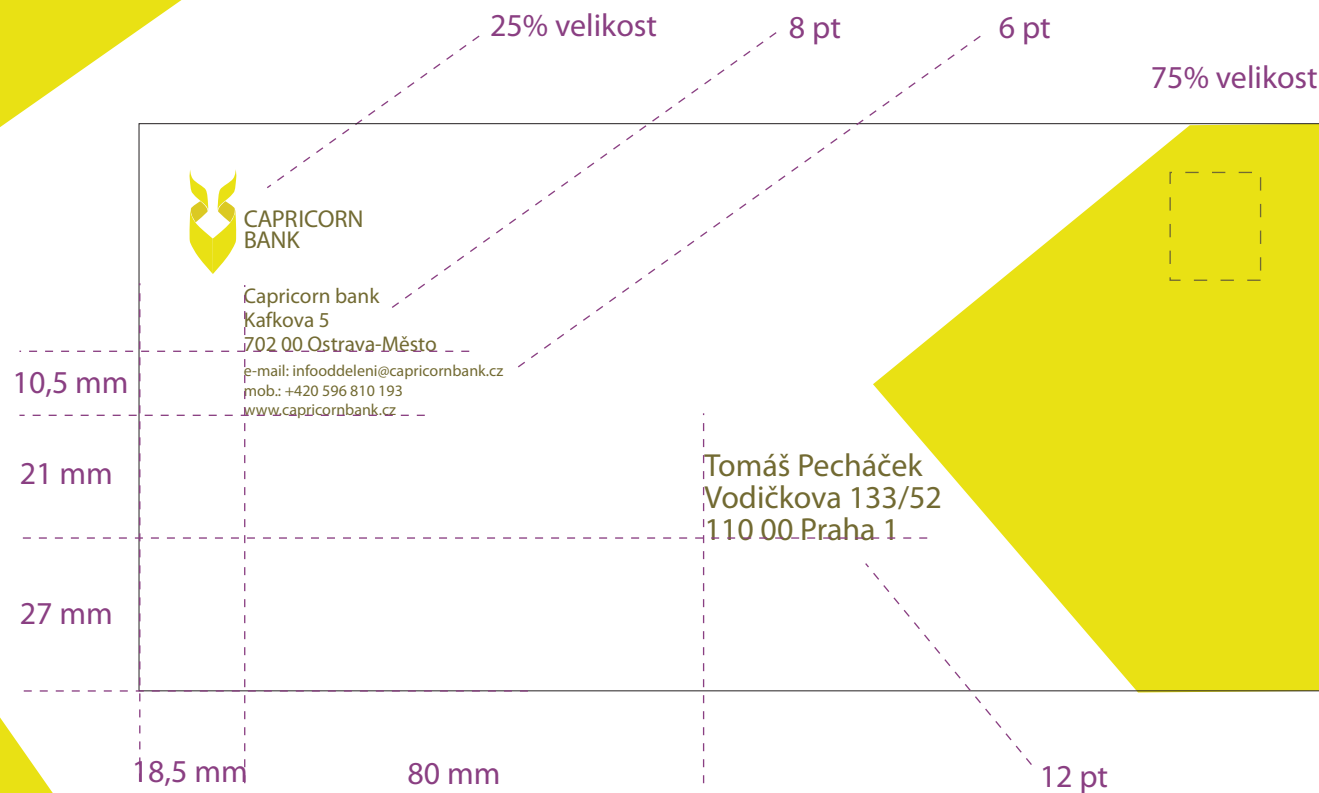 25% velikost
8 pt
6 pt
75% velikost
CAPRICORN
BANK
Capricorn bank
Kafkova 5
702 00 Ostrava-Město
e-mail: infooddeleni@capricornbank.cz
mob.: +420 596 810 193
www.capricornbank.cz
10,5 mm
21 mm
Tomáš Pecháček
Vodičkova 133/52
110 00 Praha 1
27 mm
18,5 mm
80 mm
12 pt